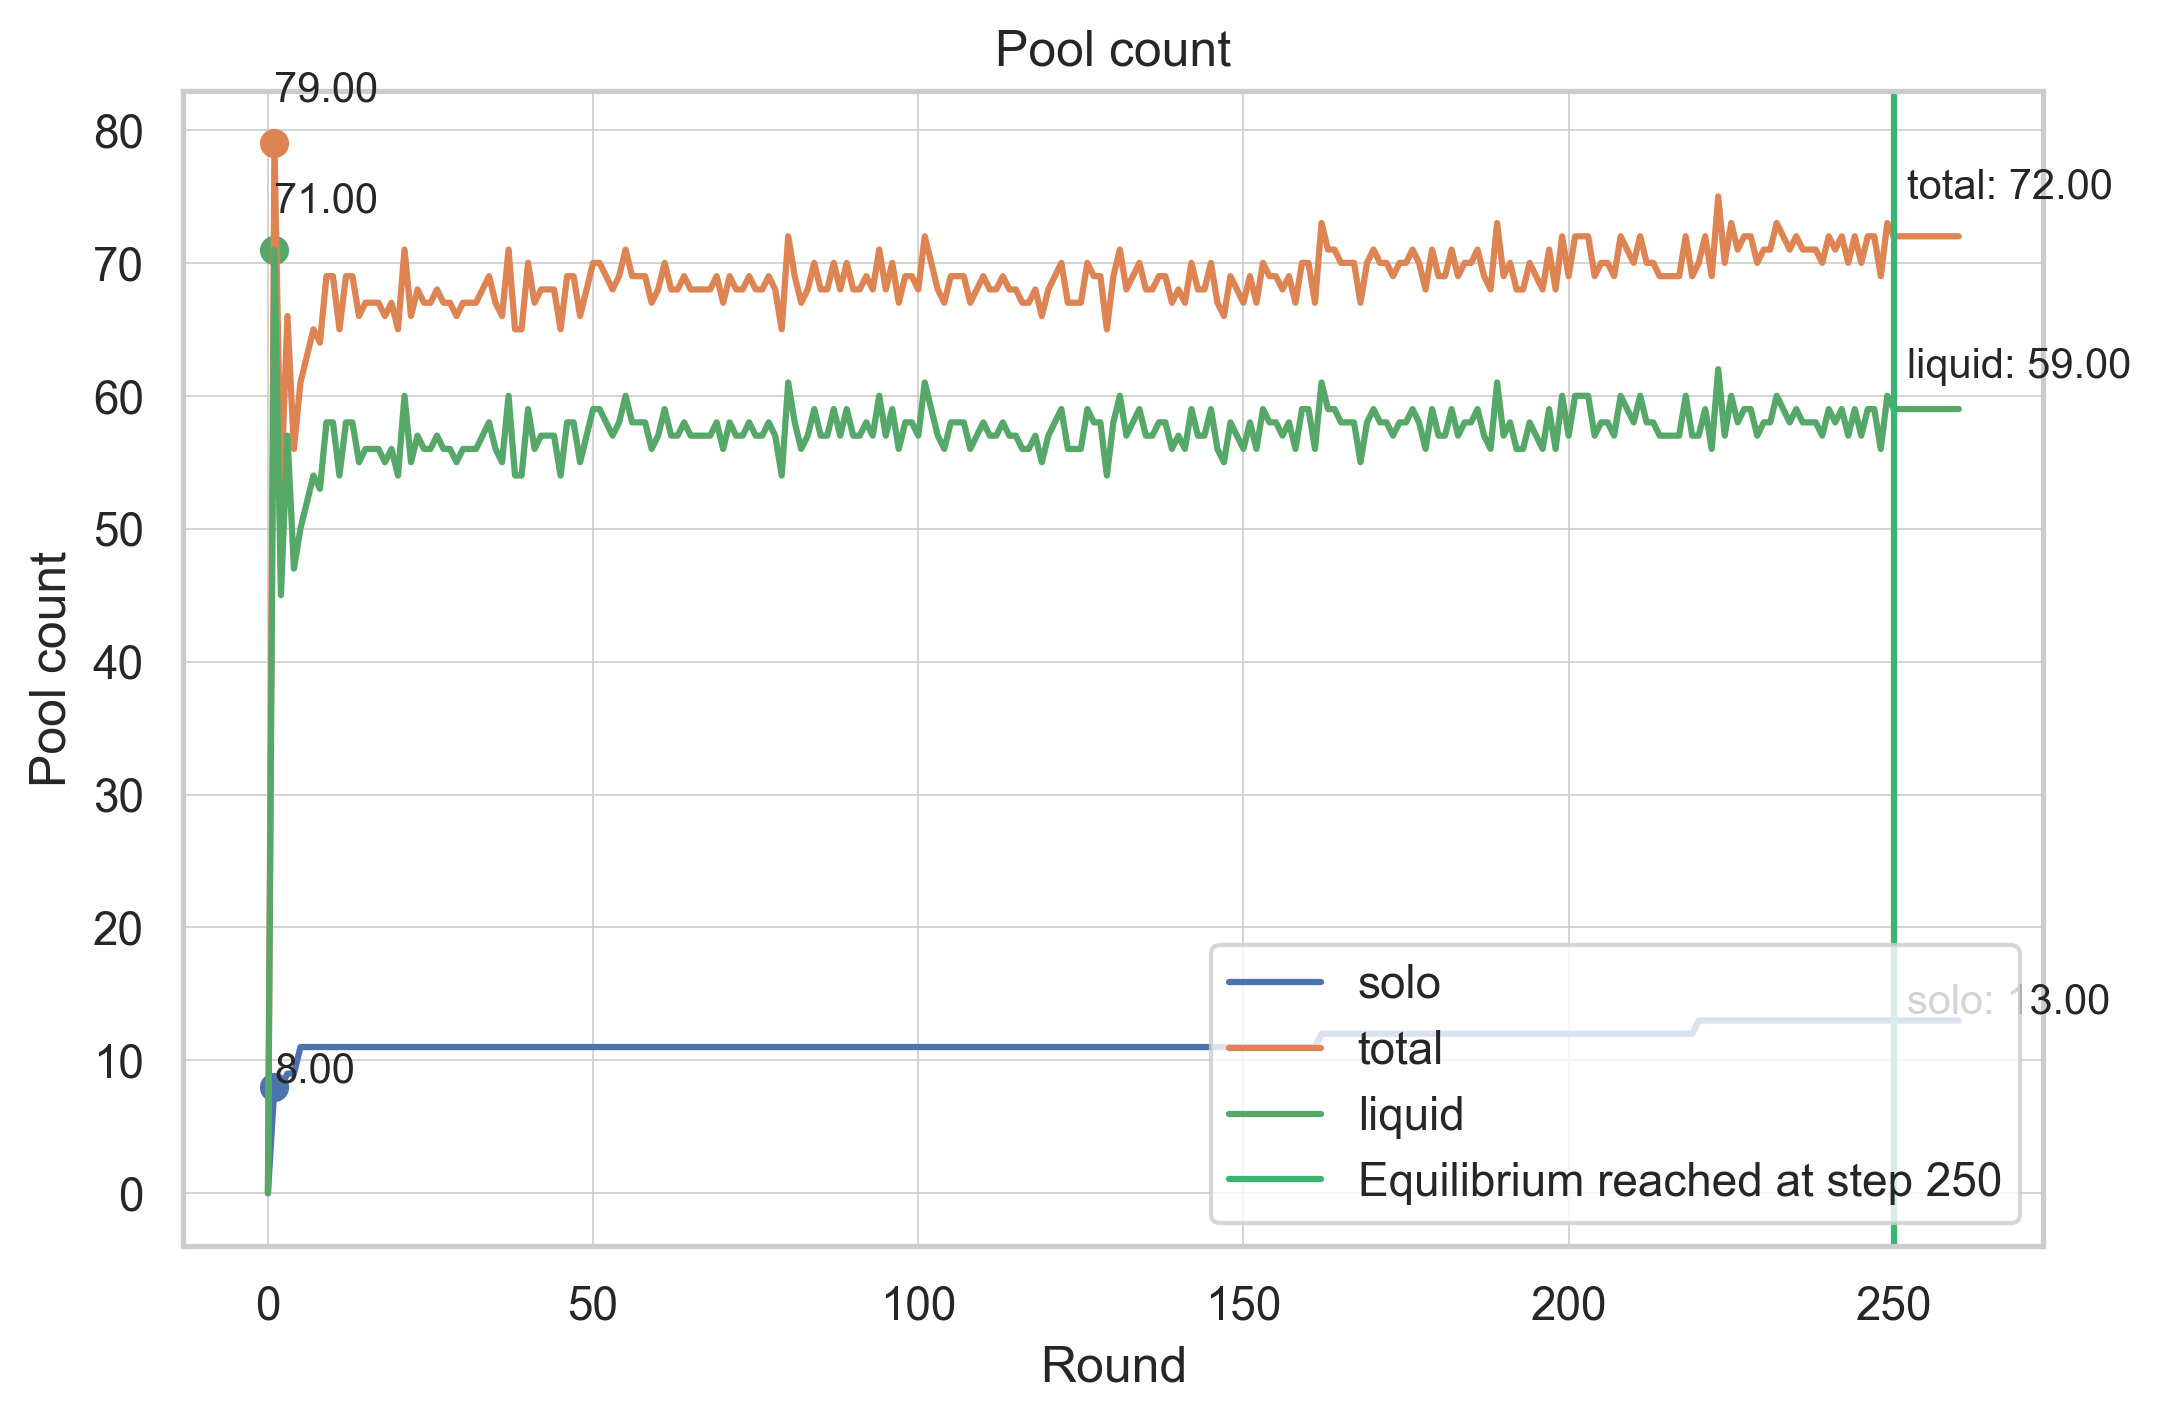 Pool count
79.00
71.00
8.00
total: 72.00
liquid: 59.00
solo: 13.00
80
70
60
50
40
30
20
10
0
Pool count
0 50 100 150 200 250
Round
solo
total
liquid
Equilibrium reached at step 250